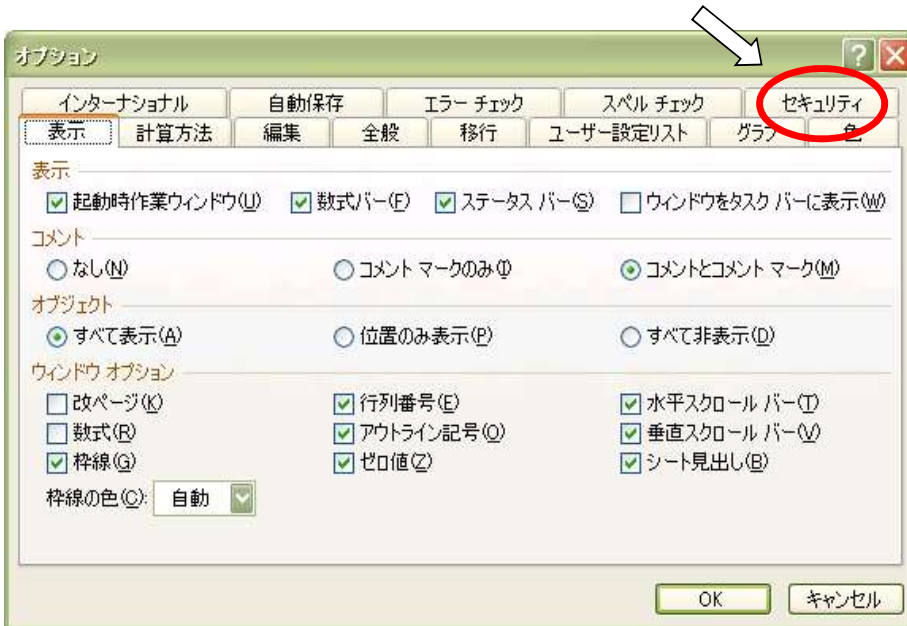 オプション
インターナショナル 自動保存 エラー チェック スペル チェック セキュリティ
表示 計算方法 編集 全般 移行 ユーザー設定リスト グラフ 色
表示
起動時作業ウィンドウ(U) 数式バー(F) ステータス バー(S) ウィンドウをタスク バーに表示(W)
コメント
なし(N) コメント マークのみ(I) コメントとコメント マーク(M)
オブジェクト
すべて表示(A) 位置のみ表示(P) すべて非表示(D)
ウィンドウ オプション
改ページ(K) 行列番号(E) 水平スクロール バー(T)
数式(R) アウトライン記号(O) 垂直スクロール バー(V)
枠線(G) ゼロ値(Z) シート見出し(B)
枠線の色(C): 自動
OK キャンセル